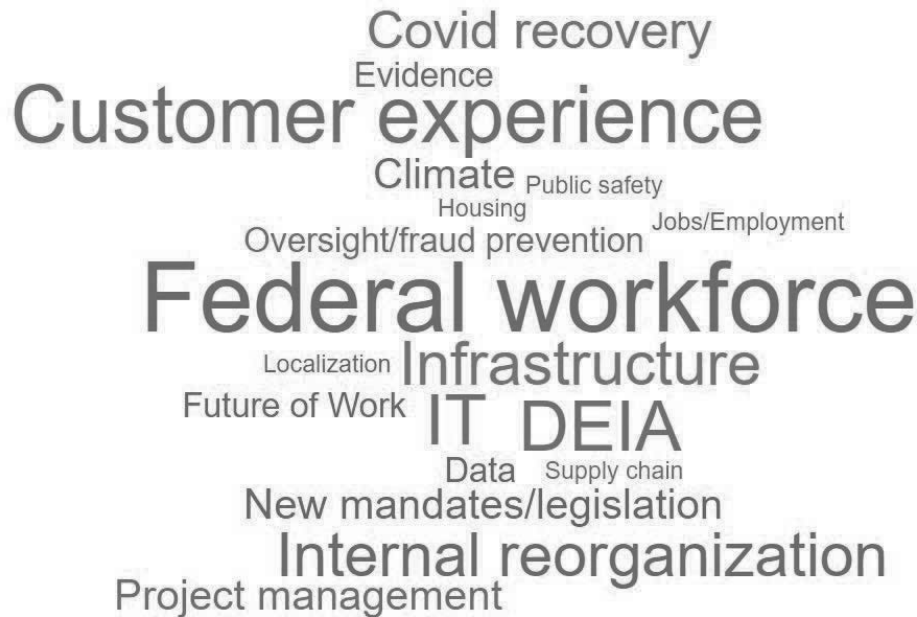 Covid recovery
Evidence
Customer experience
Climate
Public safety
Housing
Jobs/Employment
Oversight/fraud prevention
Federal workforce
Localization
Infrastructure
Future of Work
IT
DEIA
Data
Supply chain
New mandates/legislation
Internal reorganization
Project management